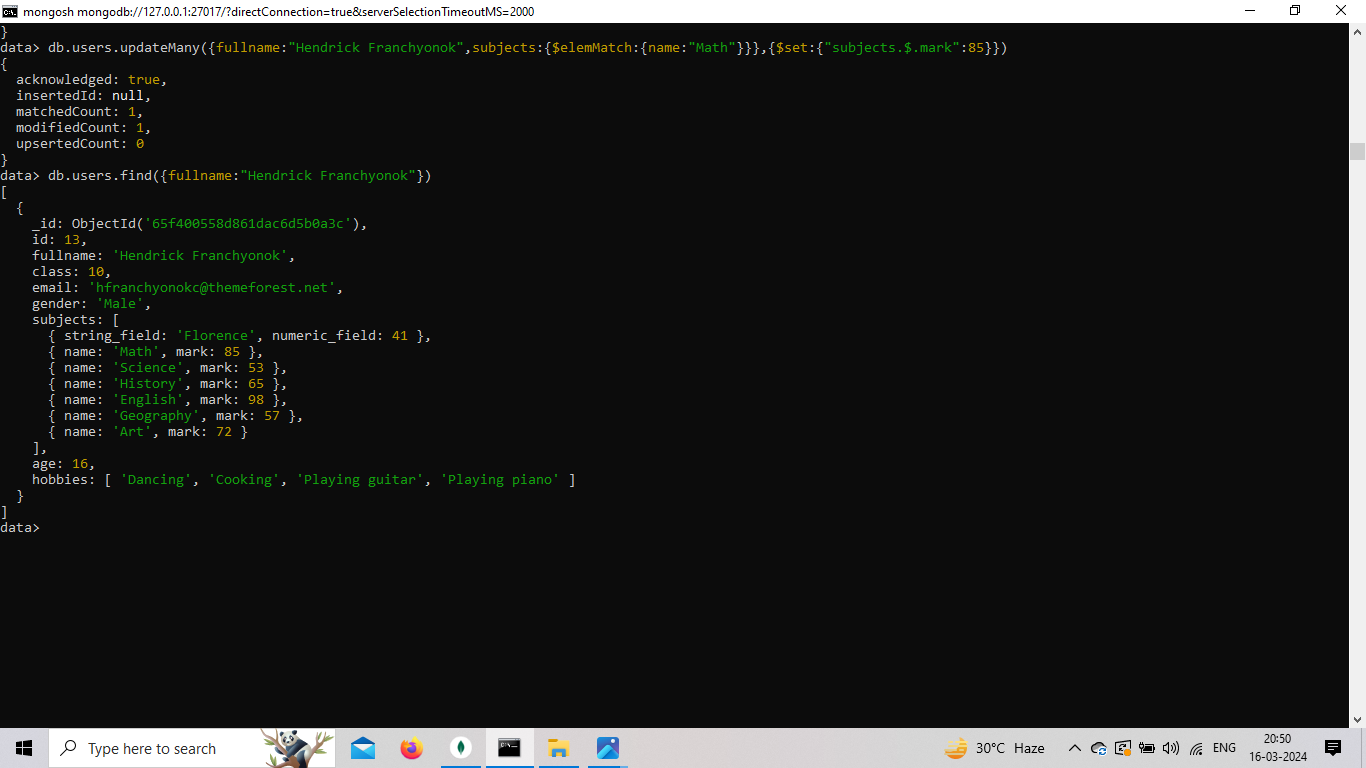 mongosh mongodb://127.0.0.1:27017/?directConnection=true&serverSelectionTimeoutMS=2000
}
data> db.users.updateMany({fullname:"Hendrick Franchyonok",subjects:{$elemMatch:{name:"Math"}}},{$set:{"subjects.$.mark":85}})
{
  acknowledged: true,
  insertedId: null,
  matchedCount: 1,
  modifiedCount: 1,
  upsertedCount: 0
}
data> db.users.find({fullname:"Hendrick Franchyonok"})
[
  {
    _id: ObjectId('65f400558d861dac6d5b0a3c'),
    id: 13,
    fullname: 'Hendrick Franchyonok',
    class: 10,
    email: 'hfranchyonokc@themeforest.net',
    gender: 'Male',
    subjects: [
      { string_field: 'Florence', numeric_field: 41 },
      { name: 'Math', mark: 85 },
      { name: 'Science', mark: 53 },
      { name: 'History', mark: 65 },
      { name: 'English', mark: 98 },
      { name: 'Geography', mark: 57 },
      { name: 'Art', mark: 72 }
    ],
    age: 16,
    hobbies: [ 'Dancing', 'Cooking', 'Playing guitar', 'Playing piano' ]
  }
]
data>
Type here to search
30°C Haze
ENG
20:50
16-03-2024